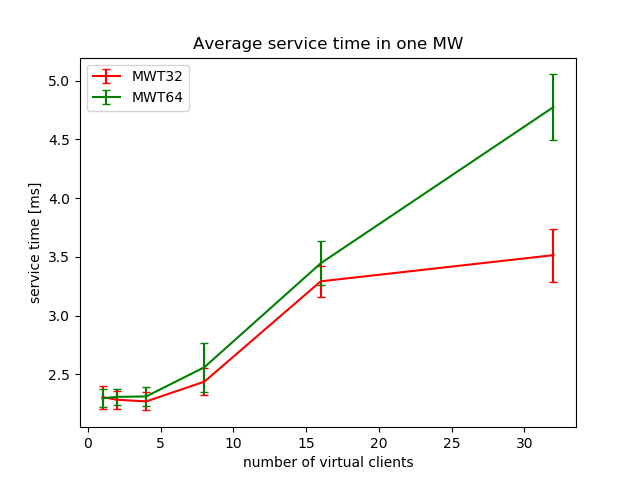 Average service time in one MW
MWT32
MWT64
5.0
4.5
4.0
3.5
3.0
2.5
service time [ms]
0 5 10 15 20 25 30
number of virtual clients